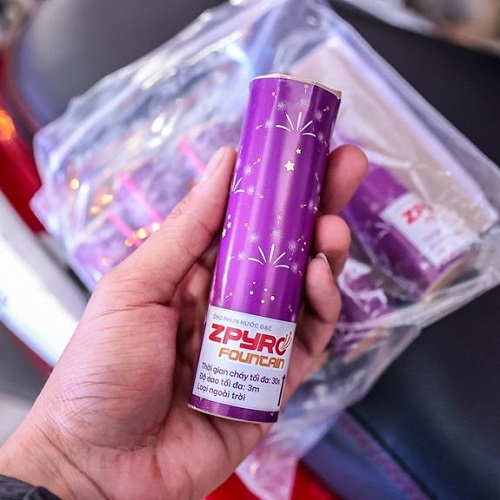 ỐNG PHUN NƯỚC BẠC
ZPYRO
FOUNTAIN
Thời gian cháy tối đa: 30s
Độ cao tối đa: 3m
Loại ngoài trời
ZPYRO